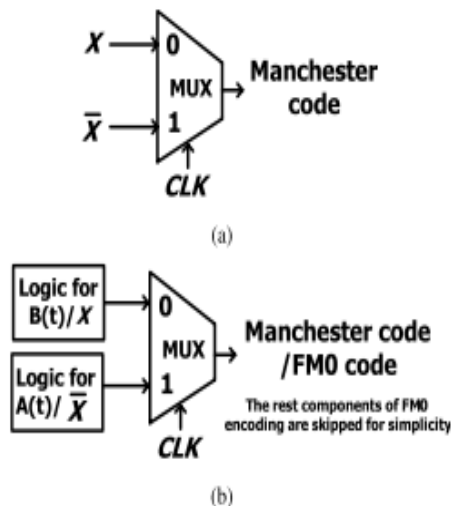 X
0
MUX
Manchester
code
X̅
1
CLK
(a)
Logic for
B(t)/X
0
MUX
Manchester code
/FM0 code
Logic for
A(t)/ X̅
1
The rest components of FM0
encoding are skipped for simplicity
CLK
(b)